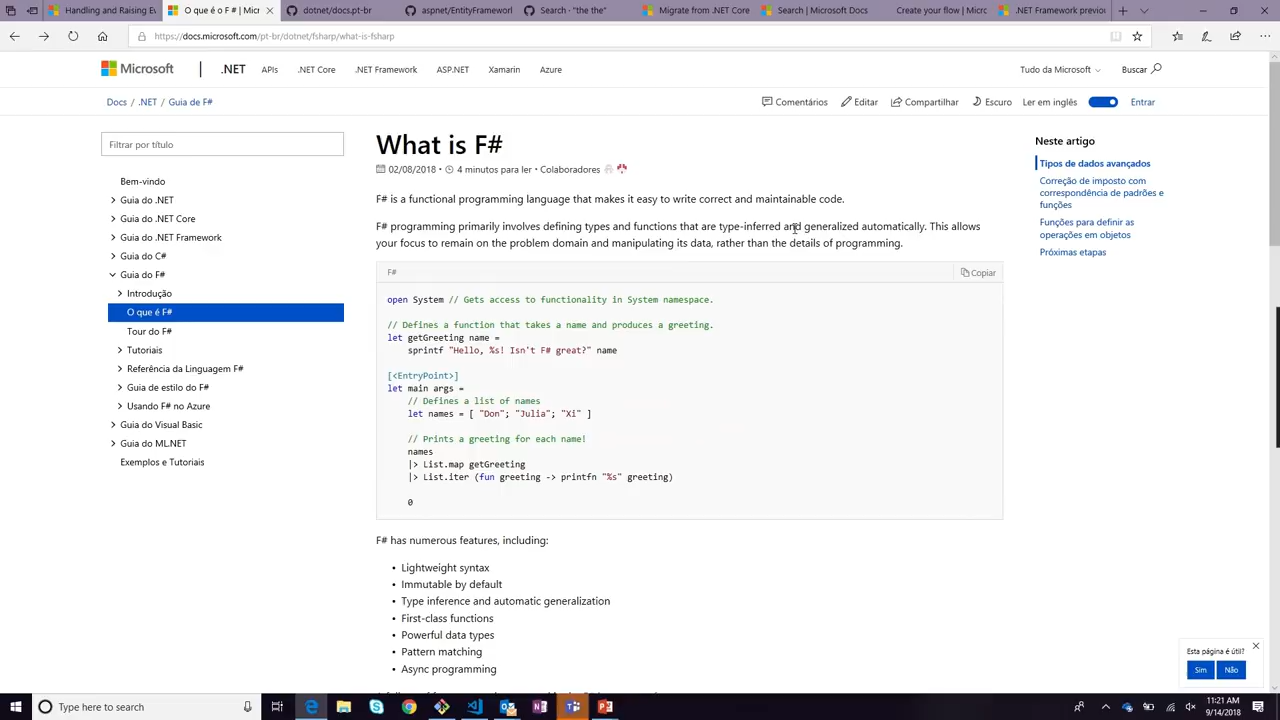 Handling and Raising Eve
O que é o F# | Micr
dotnet/docs.pt-br
aspnet/EntityFramewor
Search · "the the"
Migrate from .NET Core
Search | Microsoft Docs
Create your flow | Micr
.NET Framework previou
https://docs.microsoft.com/pt-br/dotnet/fsharp/what-is-fsharp
Microsoft
.NET
APIs
.NET Core
.NET Framework
ASP.NET
Xamarin
Azure
Tudo da Microsoft
Buscar
Docs / .NET / Guia de F#
Comentários
Editar
Compartilhar
Escuro
Ler em inglês
Entrar
Filtrar por título
Bem-vindo
Guia do .NET
Guia do .NET Core
Guia do .NET Framework
Guia do C#
Guia do F#
Introdução
O que é F#
Tour do F#
Tutoriais
Referência da Linguagem F#
Guia de estilo do F#
Usando F# no Azure
Guia do Visual Basic
Guia do ML.NET
Exemplos e Tutoriais
What is F#
02/08/2018 • 4 minutos para ler • Colaboradores
F# is a functional programming language that makes it easy to write correct and maintainable code.
F# programming primarily involves defining types and functions that are type-inferred and generalized automatically. This allows
your focus to remain on the problem domain and manipulating its data, rather than the details of programming.
F#
Copiar
open System // Gets access to functionality in System namespace.
// Defines a function that takes a name and produces a greeting.
let getGreeting name =
sprintf "Hello, %s! Isn't F# great?" name
[<EntryPoint>]
let main args =
// Defines a list of names
let names = [ "Don"; "Julia"; "Xi" ]
// Prints a greeting for each name!
names
|> List.map getGreeting
|> List.iter (fun greeting -> printfn "%s" greeting)
0
F# has numerous features, including:
• Lightweight syntax
• Immutable by default
• Type inference and automatic generalization
• First-class functions
• Powerful data types
• Pattern matching
• Async programming
Neste artigo
Tipos de dados avançados
Correção de imposto com
correspondência de padrões e
funções
Funções para definir as
operações em objetos
Próximas etapas
Esta página é útil?
Sim
Não
Type here to search
11:21 AM
9/14/2018